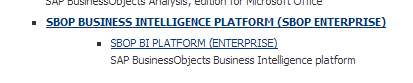 SAP BusinessObjects Analysis, edition for Microsoft Office
SBOP BUSINESS INTELLIGENCE PLATFORM (SBOP ENTERPRISE)
SBOP BI PLATFORM (ENTERPRISE)
SAP BusinessObjects Business Intelligence platform